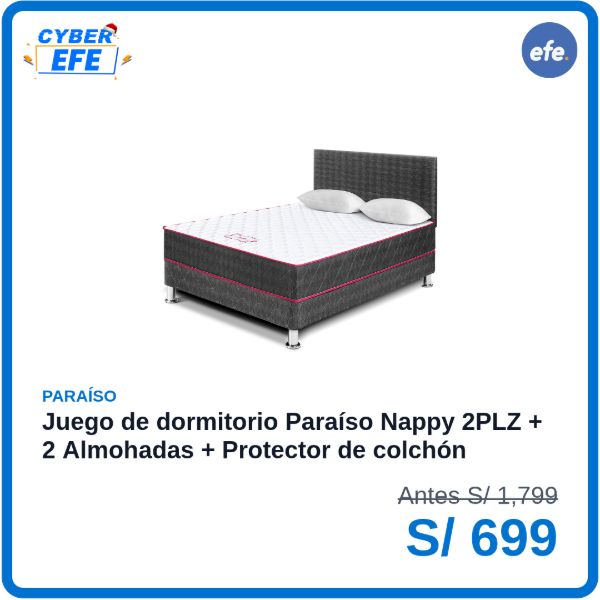 CYBER
EFE
efe.
PARAÍSO
Juego de dormitorio Paraíso Nappy 2PLZ +
2 Almohadas + Protector de colchón
Antes S/ 1,799
S/ 699